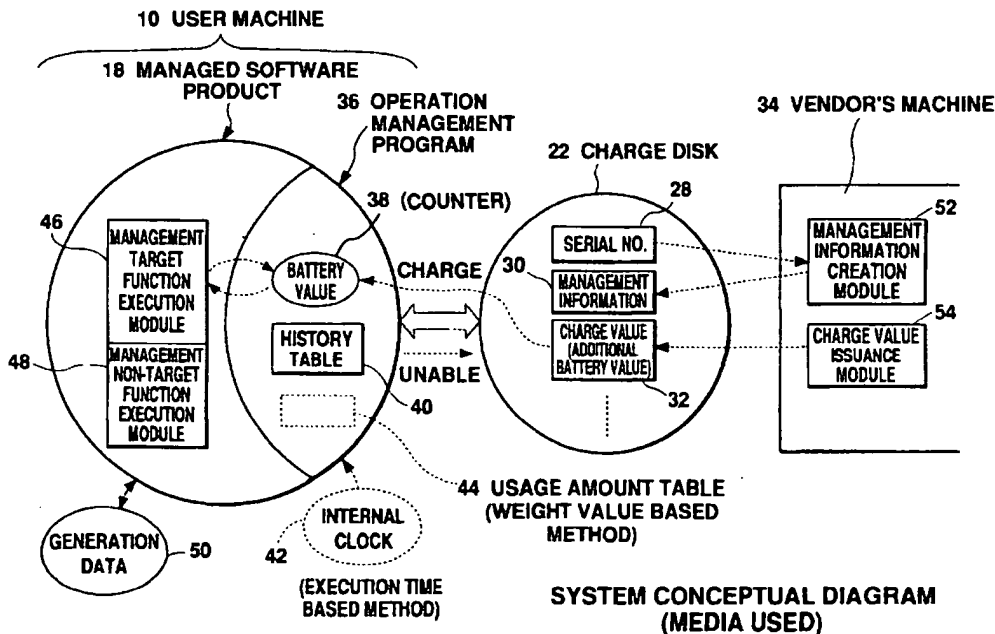 10 USER MACHINE
18 MANAGED SOFTWARE
PRODUCT
36 OPERATION
MANAGEMENT
PROGRAM
34 VENDOR'S MACHINE
22 CHARGE DISK
38 (COUNTER)
28
52
46
MANAGEMENT
TARGET
FUNCTION
EXECUTION
MODULE
BATTERY
VALUE
CHARGE
SERIAL NO.
30
MANAGEMENT
INFORMATION
MANAGEMENT
INFORMATION
CREATION
MODULE
54
48
MANAGEMENT
NON-TARGET
FUNCTION
EXECUTION
MODULE
HISTORY
TABLE
UNABLE
CHARGE VALUE
(ADDITIONAL
BATTERY VALUE)
CHARGE VALUE
ISSUANCE
MODULE
40
32
44 USAGE AMOUNT TABLE
(WEIGHT VALUE BASED
METHOD)
GENERATION
DATA
50
42
INTERNAL
CLOCK
(EXECUTION TIME
BASED METHOD)
SYSTEM CONCEPTUAL DIAGRAM
(MEDIA USED)